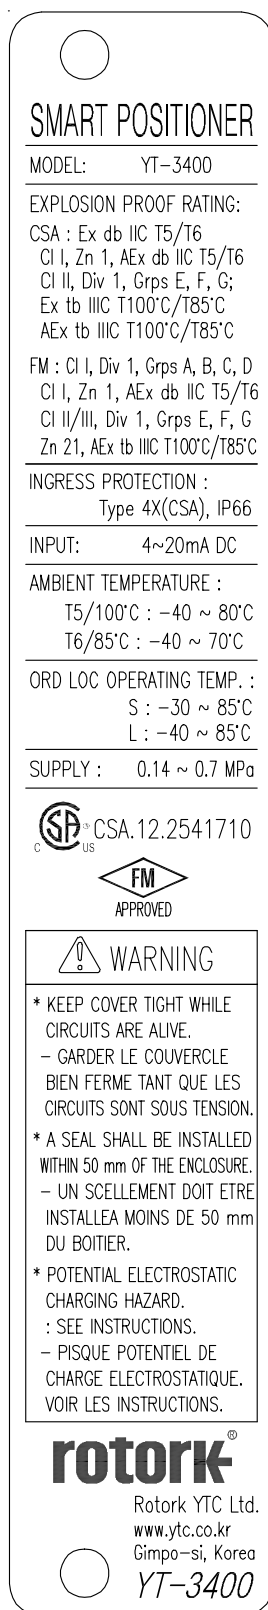 SMART POSITIONER
MODEL: YT-3400
EXPLOSION PROOF RATING:
CSA : Ex db IIC T5/T6
CI I, Zn 1, AEx db IIC T5/T6
CI II, Div 1, Grps E, F, G;
Ex tb IIIC T100°C/T85°C
AEx tb IIIC T100°C/T85°C
FM : CI I, Div 1, Grps A, B, C, D
CI I, Zn 1, AEx db IIC T5/T6
CI II/III, Div 1, Grps E, F, G
Zn 21, AEx tb IIIC T100°C/T85°C
INGRESS PROTECTION :
Type 4X(CSA), IP66
INPUT: 4~20mA DC
AMBIENT TEMPERATURE :
T5/100°C : -40 ~ 80°C
T6/85°C : -40 ~ 70°C
ORD LOC OPERATING TEMP. :
S : -30 ~ 85°C
L : -40 ~ 85°C
SUPPLY : 0.14 ~ 0.7 MPa
C SA ® US CSA.12.2541710
FM
APPROVED
! WARNING
* KEEP COVER TIGHT WHILE
CIRCUITS ARE ALIVE.
- GARDER LE COUVERCLE
BIEN FERME TANT QUE LES
CIRCUITS SONT SOUS TENSION.
* A SEAL SHALL BE INSTALLED
WITHIN 50 mm OF THE ENCLOSURE.
- UN SCELLEMENT DOIT ETRE
INSTALLEA MOINS DE 50 mm
DU BOITIER.
* POTENTIAL ELECTROSTATIC
CHARGING HAZARD.
: SEE INSTRUCTIONS.
- PISQUE POTENTIEL DE
CHARGE ELECTROSTATIQUE.
VOIR LES INSTRUCTIONS.
rotork®
Rotork YTC Ltd.
www.ytc.co.kr
Gimpo-si, Korea
YT-3400